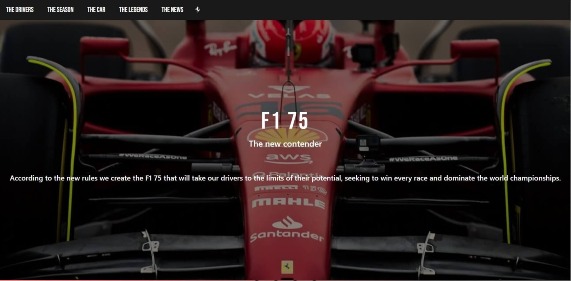 THE DRIVERS THE SEASON THE CAR THE LEGENDS THE NEWS
Ray-Ban
VELAS
F1 75
The new contender
aws
#WEARESEASONS
Palantir
According to the new rules we create the F1 75 that will take our drivers to the limits of their potential, seeking to win every race and dominate the world championships.
MAHLE
Santander